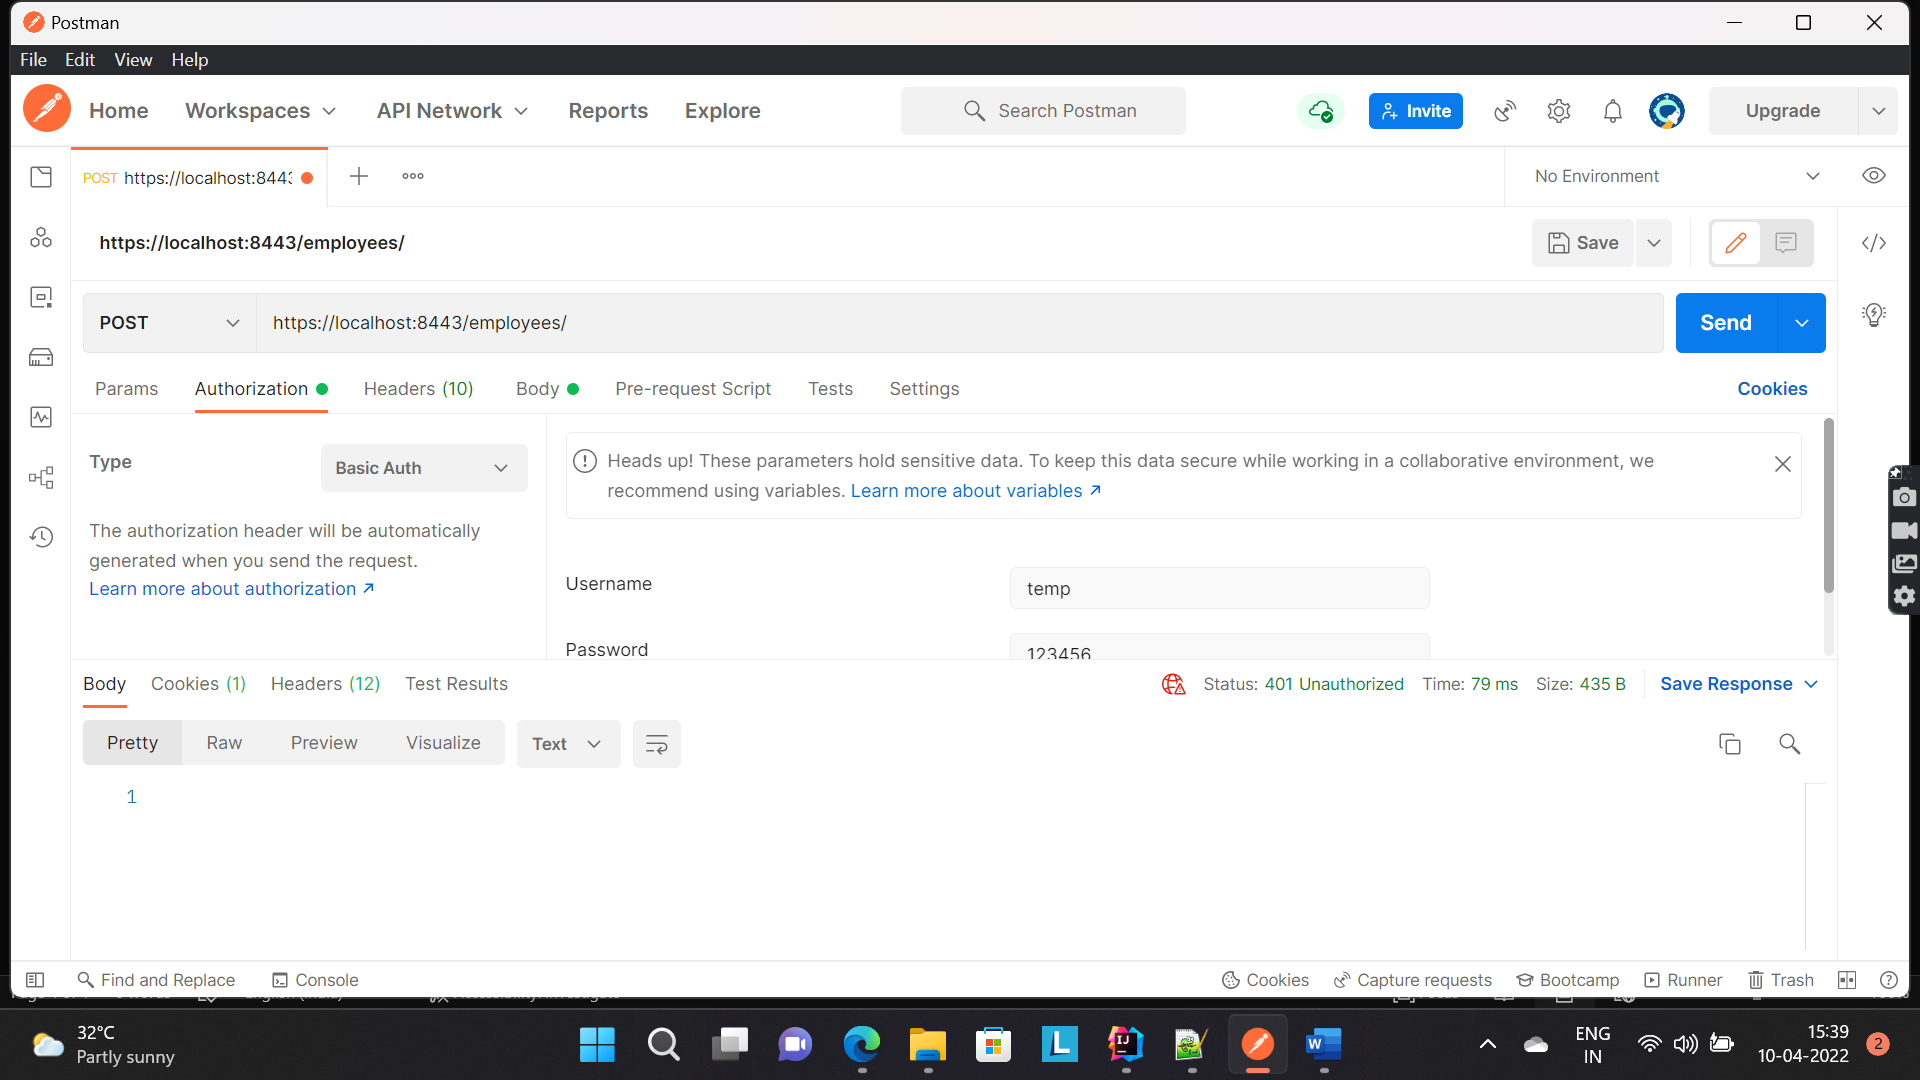 Postman
File Edit View Help
Home Workspaces API Network Reports Explore Search Postman Invite Upgrade
POST https://localhost:8443 No Environment
https://localhost:8443/employees/ Save
POST https://localhost:8443/employees/ Send
Params Authorization Headers (10) Body Pre-request Script Tests Settings Cookies
Type Basic Auth
The authorization header will be automatically
generated when you send the request.
Learn more about authorization ↗
Heads up! These parameters hold sensitive data. To keep this data secure while working in a collaborative environment, we
recommend using variables. Learn more about variables ↗
Username temp
Password 123456
Body Cookies (1) Headers (12) Test Results Status: 401 Unauthorized Time: 79 ms Size: 435 B Save Response
Pretty Raw Preview Visualize Text
1
Find and Replace Console Cookies Capture requests Bootcamp Runner Trash
32°C
Partly sunny
ENG
IN
15:39
10-04-2022
2